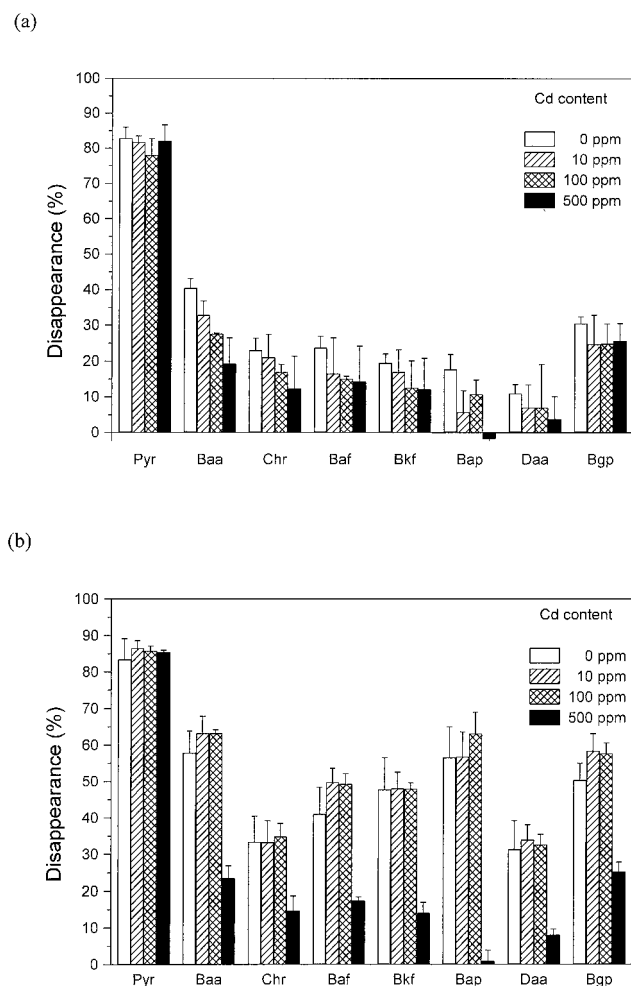 (a)
100
90
80
70
60
50
40
30
20
10
0
Disappearance (%)
Cd content
0 ppm
10 ppm
100 ppm
500 ppm
Pyr Baa Chr Baf Bkf Bap Daa Bgp
(b)
100
90
80
70
60
50
40
30
20
10
0
Disappearance (%)
Cd content
0 ppm
10 ppm
100 ppm
500 ppm
Pyr Baa Chr Baf Bkf Bap Daa Bgp